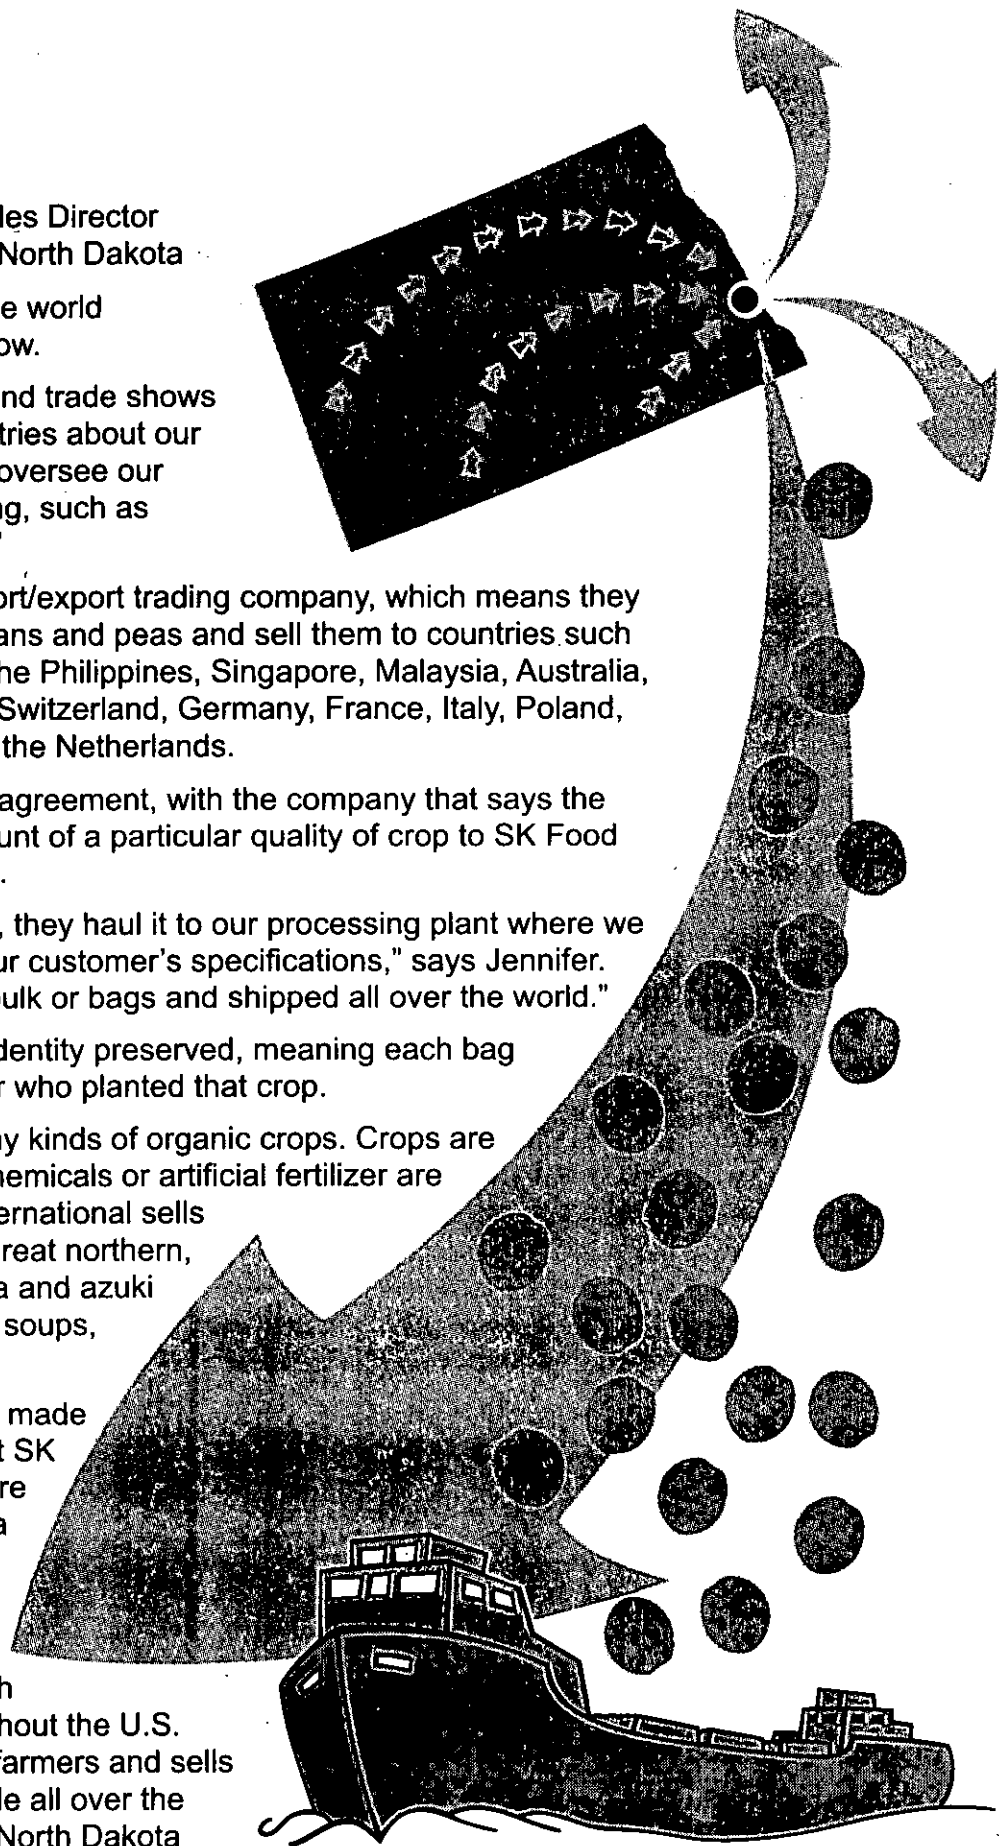 les Director
North Dakota
e world
ow.
nd trade shows
tries about our
oversee our
g, such as
"
ort/export trading company, which means they
ans and peas and sell them to countries such
he Philippines, Singapore, Malaysia, Australia,
Switzerland, Germany, France, Italy, Poland,
the Netherlands.
agreement, with the company that says the
unt of a particular quality of crop to SK Food
.
, they haul it to our processing plant where we
ur customer's specifications," says Jennifer.
bulk or bags and shipped all over the world."
dentity preserved, meaning each bag
r who planted that crop.
ny kinds of organic crops. Crops are
hemicals or artificial fertilizer are
ernational sells
reat northern,
a and azuki
soups,
made
t SK
re
a
h
hout the U.S.
farmers and sells
le all over the
North Dakota